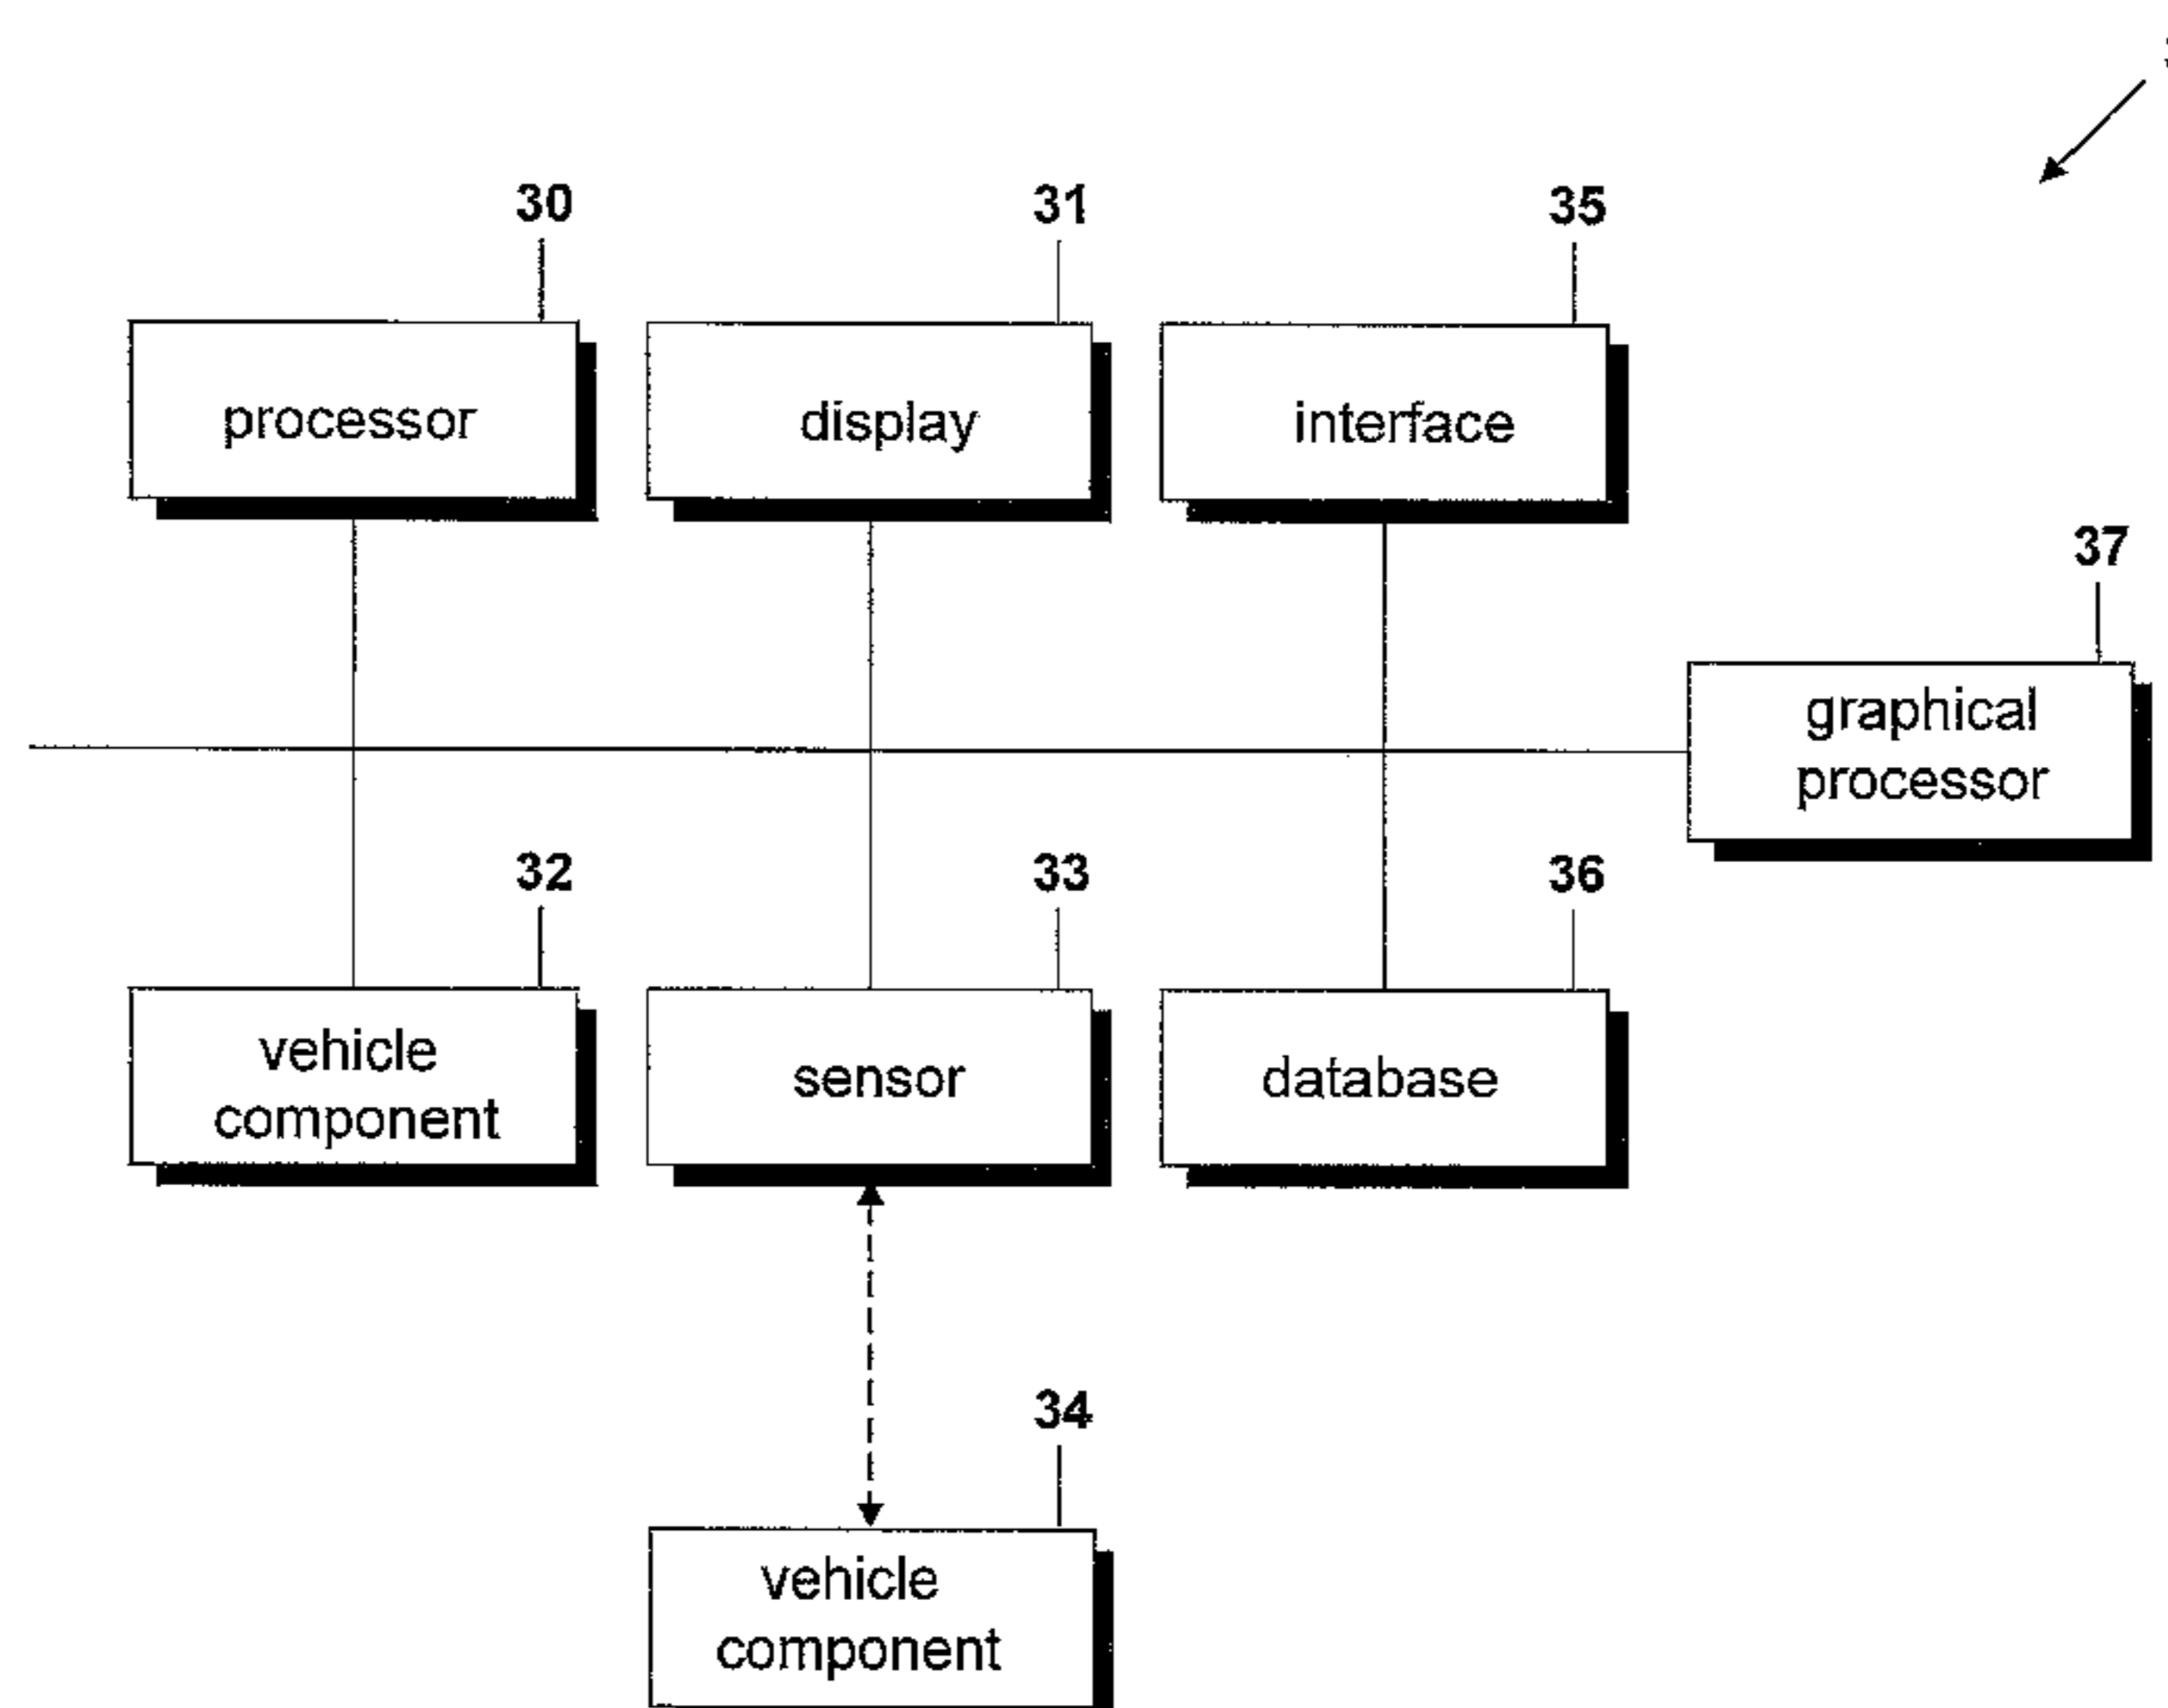 30
31
35
processor
display
interface
37
graphical
processor
32
33
36
vehicle
component
sensor
database
34
vehicle
component